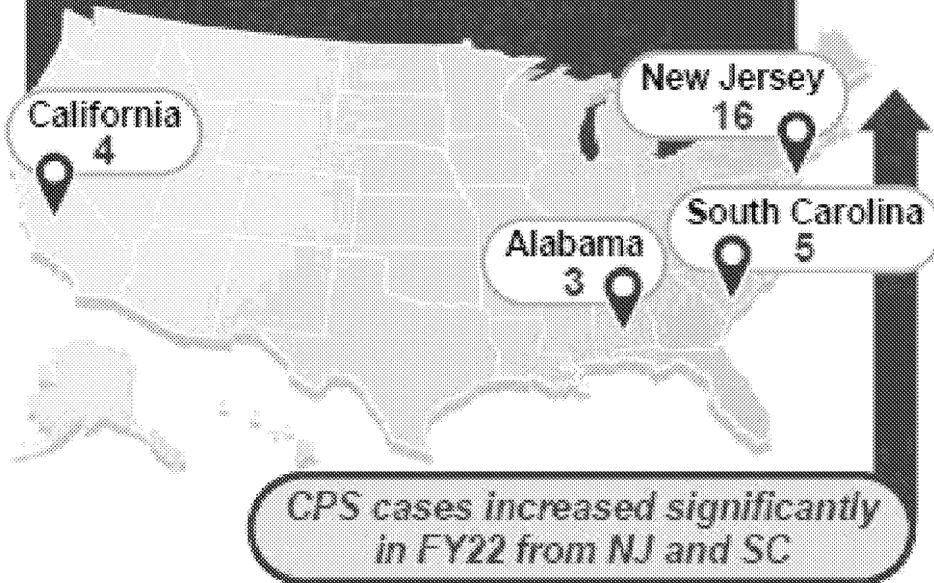 California
4
New Jersey
16
South Carolina
5
Alabama
3
CPS cases increased significantly
in FY22 from NJ and SC